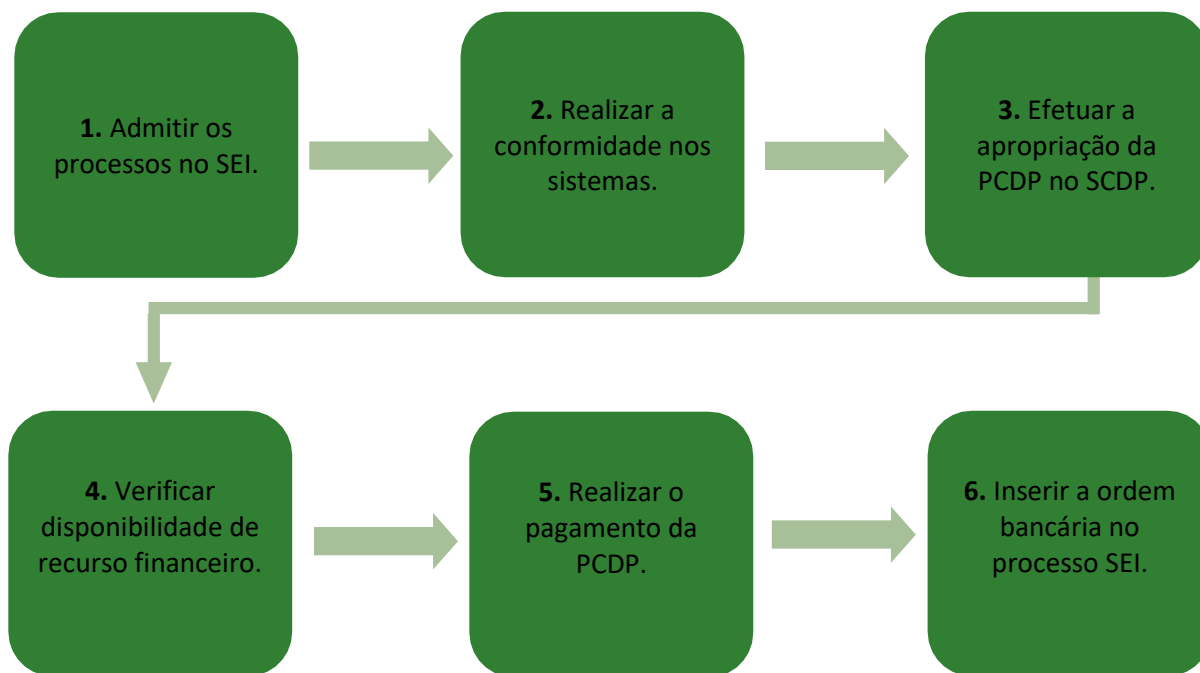 1. Admitir os
processos no SEI.
2. Realizar a
conformidade nos
sistemas.
3. Efetuar a
apropriação da
PCDP no SCDP.
4. Verificar
disponibilidade de
recurso financeiro.
5. Realizar o
pagamento da
PCDP.
6. Inserir a ordem
bancária no
processo SEI.